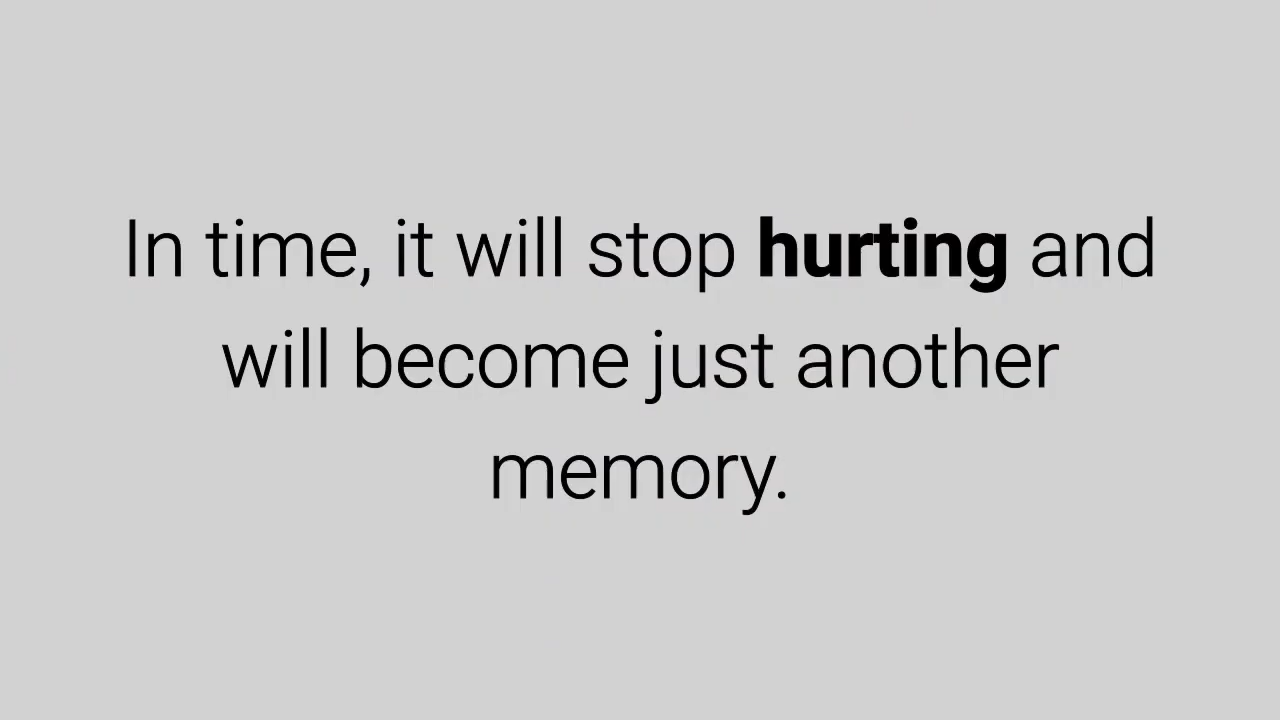 In time, it will stop hurting and
will become just another
memory.